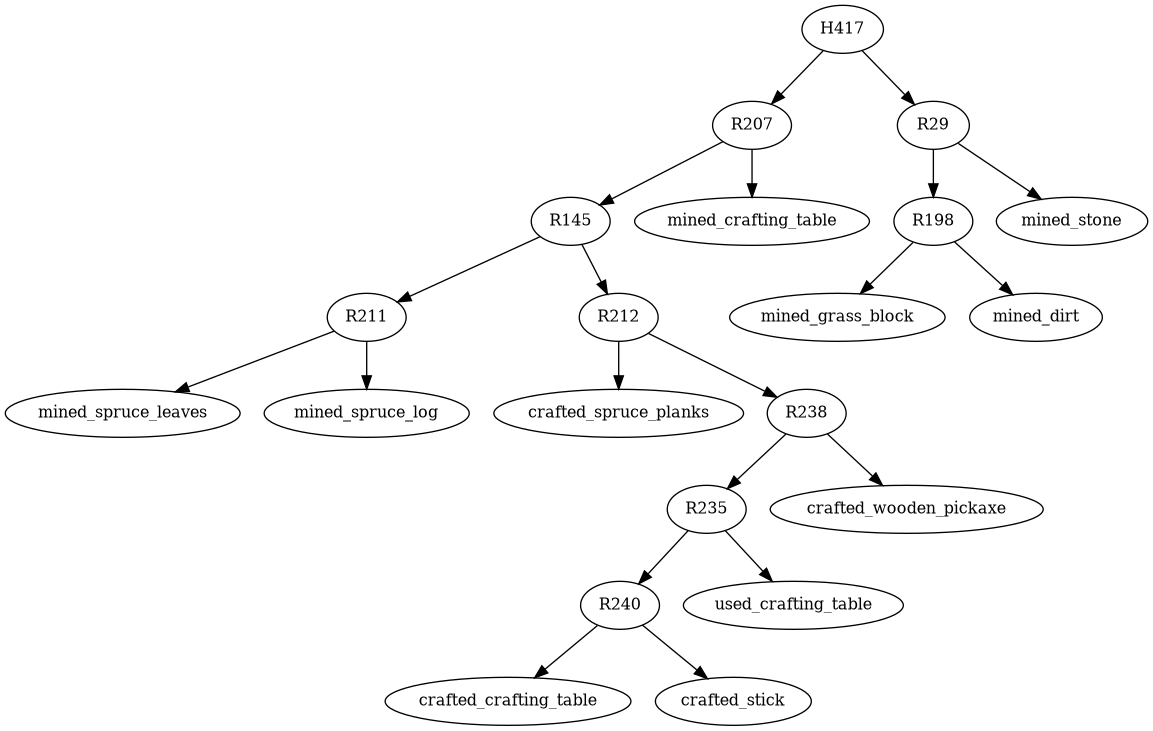 H417
R207
R29
R145
mined_crafting_table
R198
mined_stone
R211
R212
mined_grass_block
mined_dirt
mined_spruce_leaves
mined_spruce_log
crafted_spruce_planks
R238
R235
crafted_wooden_pickaxe
R240
used_crafting_table
crafted_crafting_table
crafted_stick